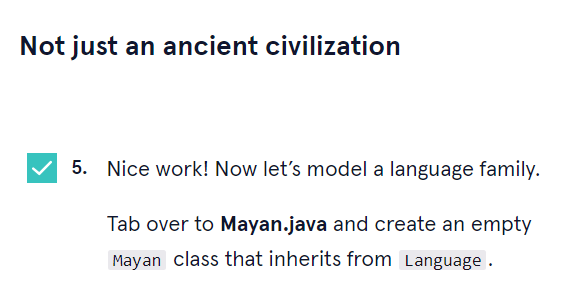 Not just an ancient civilization
5. Nice work! Now let’s model a language family.
Tab over to Mayan.java and create an empty
Mayan class that inherits from Language.